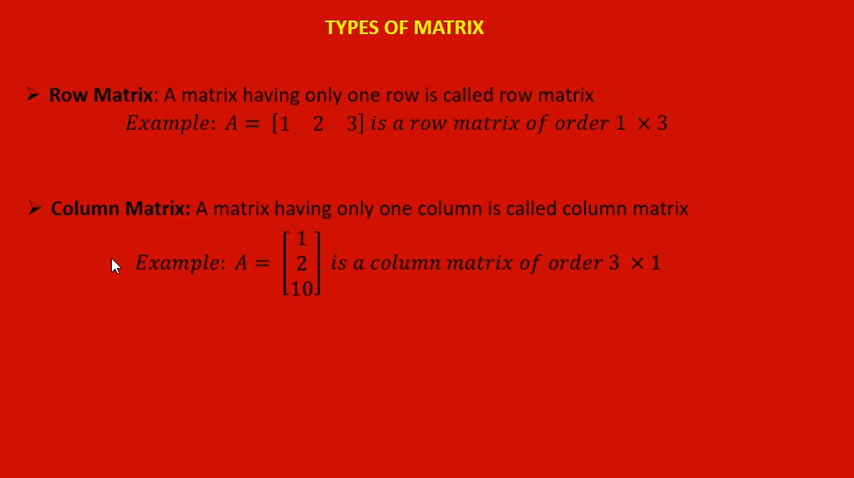 TYPES OF MATRIX
➢ Row Matrix: A matrix having only one row is called row matrix
Example: A = [1 2 3] is a row matrix of order 1 × 3
➢ Column Matrix: A matrix having only one column is called column matrix
1
Example: A = [2] is a column matrix of order 3 × 1
10